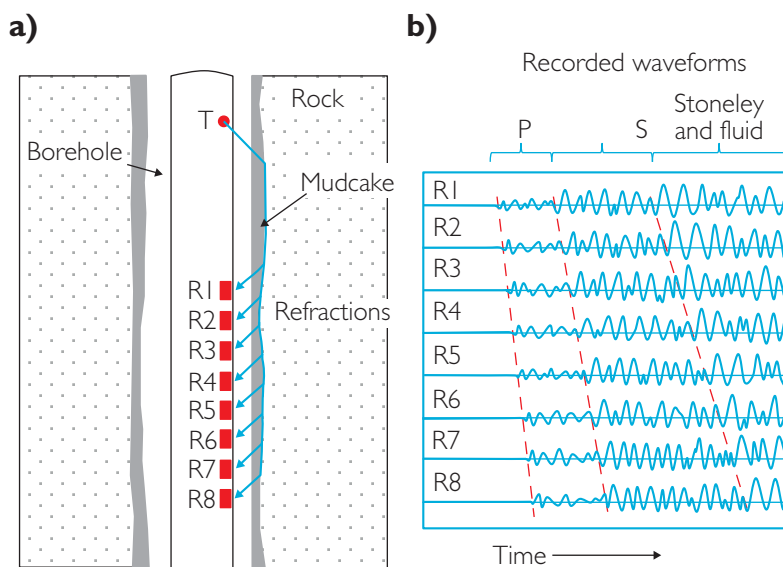 a)
Rock
T
Borehole
Mudcake
R1
R2
Refractions
R3
R4
R5
R6
R7
R8
b)
Recorded waveforms
Stoneley
P S and fluid
R1
R2
R3
R4
R5
R6
R7
R8
Time